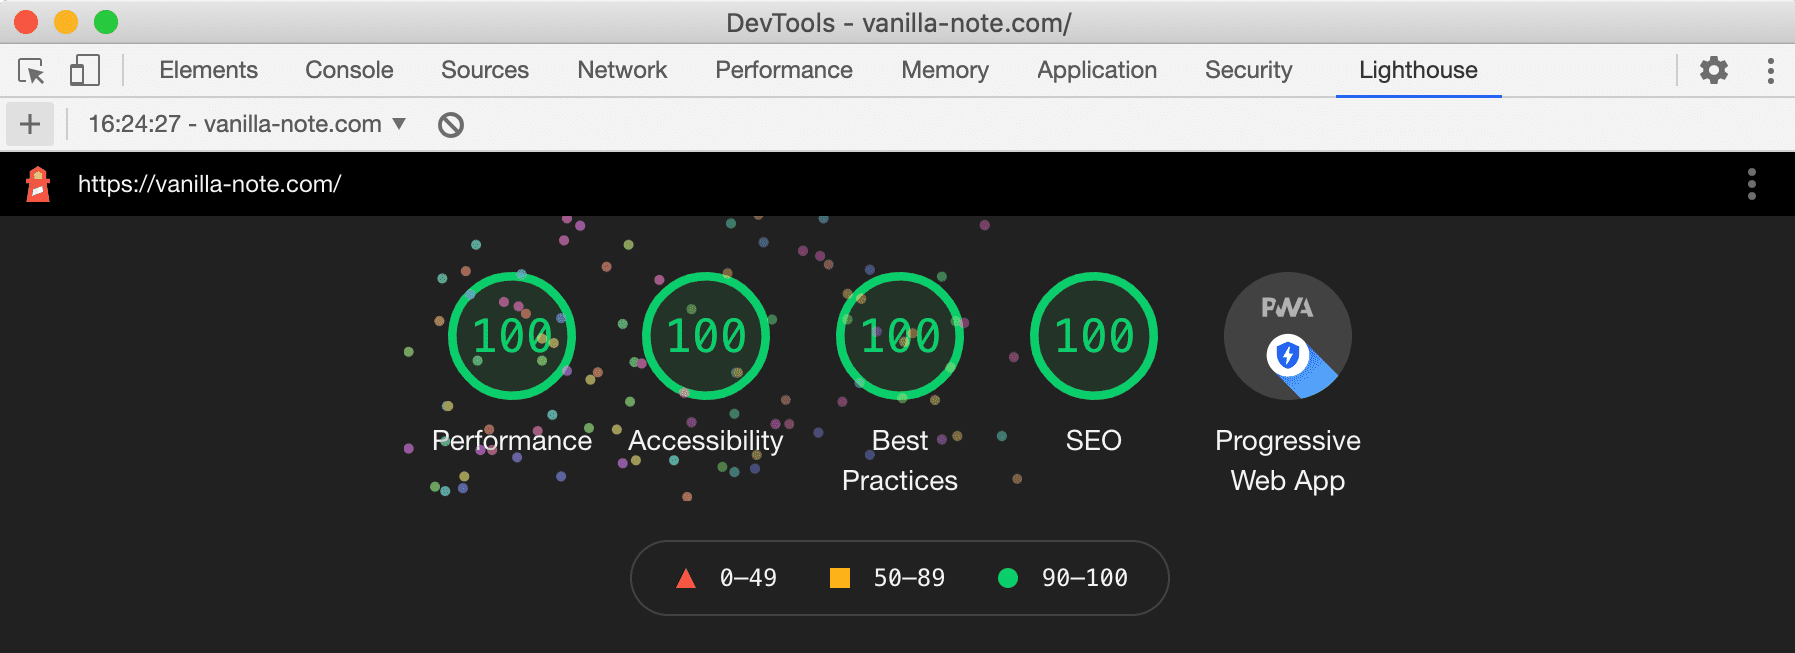 DevTools - vanilla-note.com/
Elements Console Sources Network Performance Memory Application Security Lighthouse
16:24:27 - vanilla-note.com
https://vanilla-note.com/
100 100 100 100 PWA
Performance Accessibility Best Practices SEO Progressive Web App
0–49 50–89 90–100